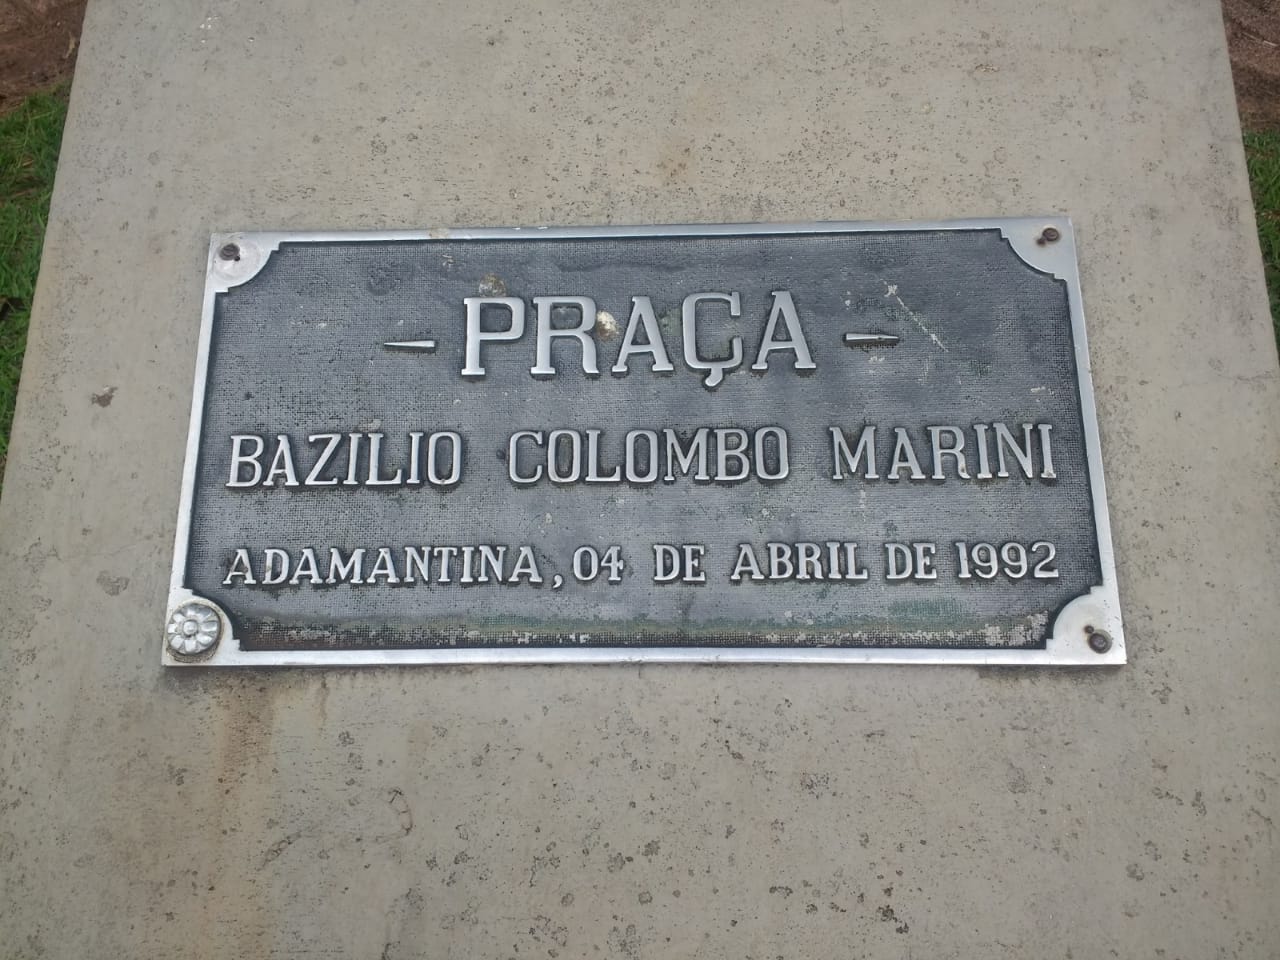 - PRAÇA -
BAZILIO COLOMBO MARINI
ADAMANTINA, 04 DE ABRIL DE 1992